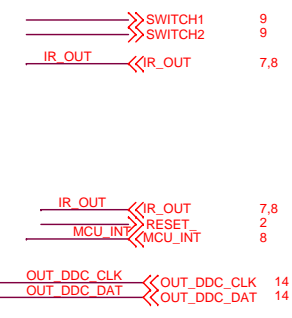 SWITCH1 9
SWITCH2 9
IR_OUT IR_OUT 7,8
IR_OUT IR_OUT 7,8
RESET_ 2
MCU_INT MCU_INT 8
OUT_DDC_CLK OUT_DDC_CLK 14
OUT_DDC_DAT OUT_DDC_DAT 14